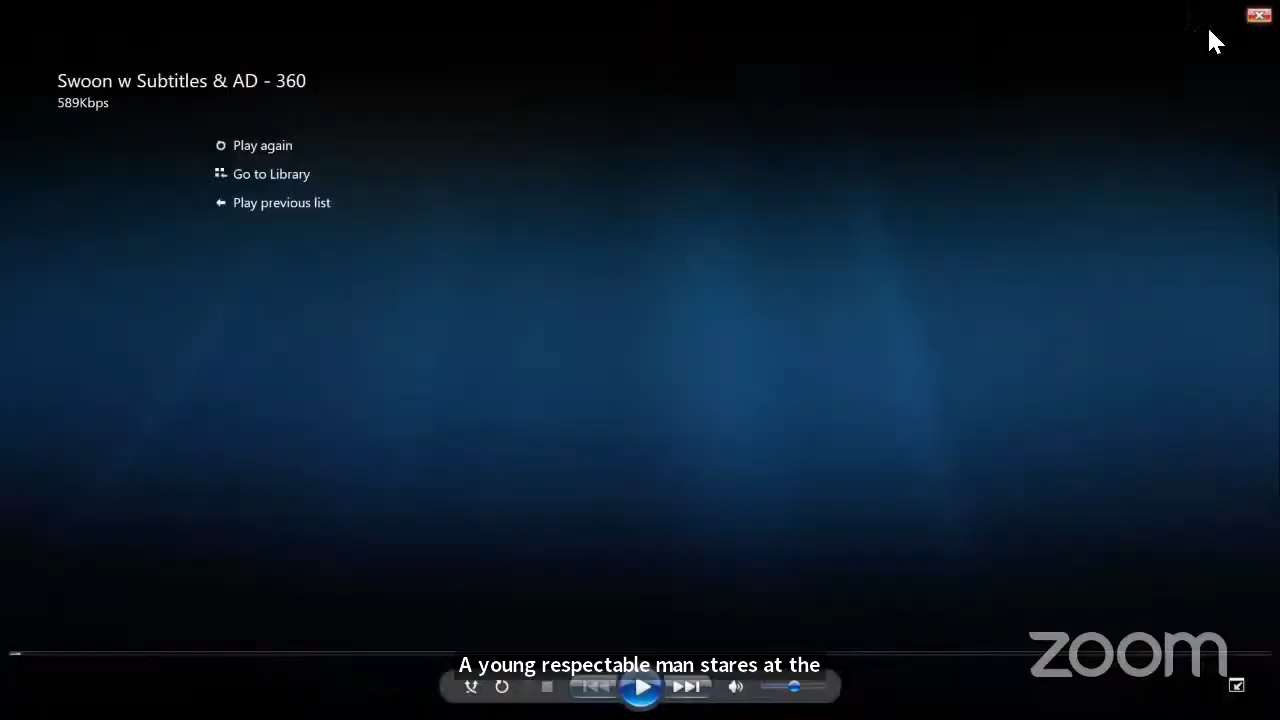 Swoon w Subtitles & AD - 360
589Kbps
Play again
Go to Library
Play previous list
A young respectable man stares at the
zoom